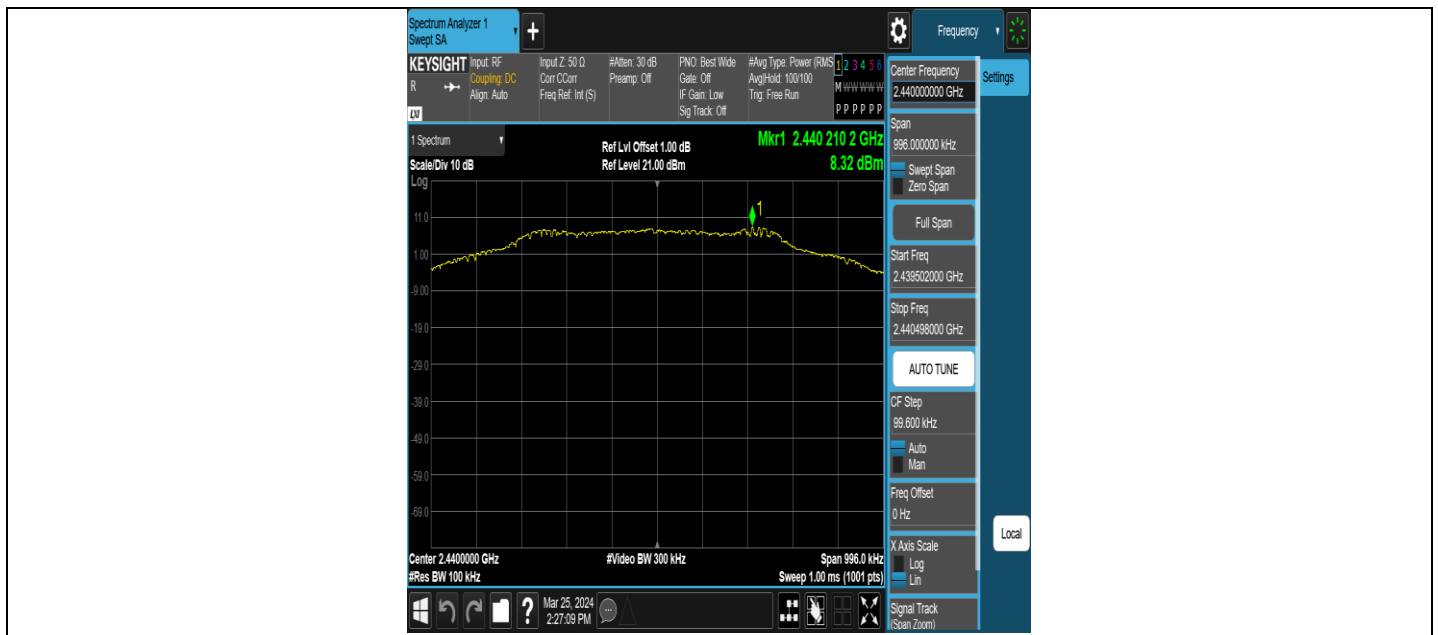 Spectrum Analyzer 1
Swept SA
+
Frequency
KEYSIGHT
R
LXI
Input: RF
Coupling: DC
Align: Auto
Input Z: 50 Ω
Corr CCorr
Freq Ref: Int (S)
#Atten: 30 dB
Preamp: Off
PNO: Best Wide
Gate: Off
IF Gain: Low
Sig Track: Off
#Avg Type: Power (RMS
Avg|Hold: 100/100
Trig: Free Run
1 2 3 4 5 6
M W W W W W
P P P P P P
1 Spectrum
Scale/Div 10 dB
Log
Ref Lvl Offset 1.00 dB
Ref Level 21.00 dBm
Mkr1 2.440 210 2 GHz
8.32 dBm
1
11.0
1.00
-9.00
-19.0
-29.0
-39.0
-49.0
-59.0
-69.0
Center 2.4400000 GHz
#Res BW 100 kHz
#Video BW 300 kHz
Span 996.0 kHz
Sweep 1.00 ms (1001 pts)
?
Mar 25, 2024
2:27:09 PM
Center Frequency
2.440000000 GHz
Span
996.000000 kHz
Swept Span
Zero Span
Full Span
Start Freq
2.439502000 GHz
Stop Freq
2.440498000 GHz
AUTO TUNE
CF Step
99.600 kHz
Auto
Man
Freq Offset
0 Hz
X Axis Scale
Log
Lin
Signal Track
(Span Zoom)
Settings
Local